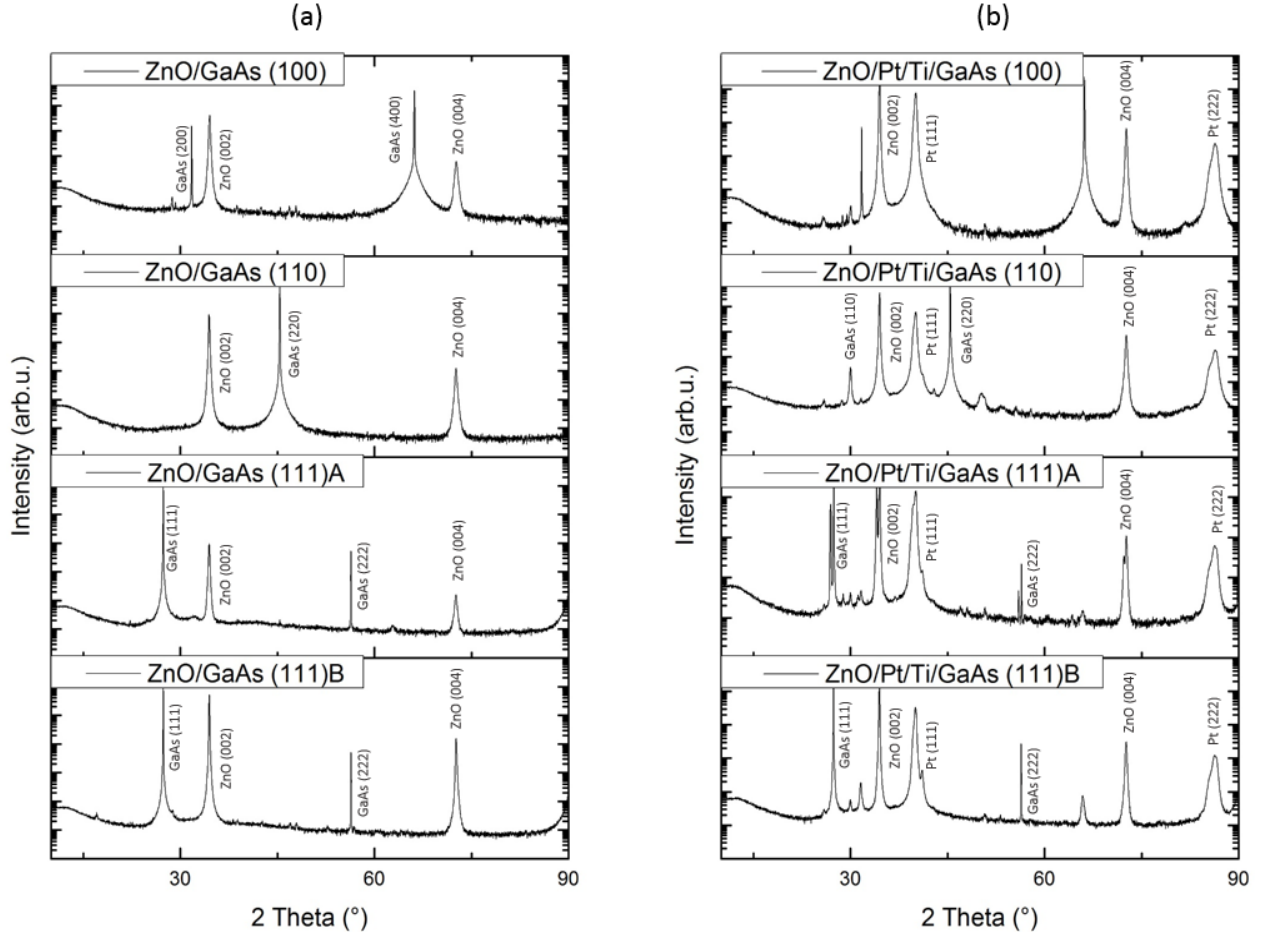 (a)
ZnO/GaAs (100)
GaAs (200)
ZnO (002)
GaAs (400)
ZnO (004)
ZnO/GaAs (110)
ZnO (002)
GaAs (220)
ZnO (004)
ZnO/GaAs (111)A
GaAs (111)
ZnO (002)
GaAs (222)
ZnO (004)
ZnO/GaAs (111)B
GaAs (111)
ZnO (002)
GaAs (222)
ZnO (004)
Intensity (arb.u.)
30 60 90
2 Theta (°)
(b)
ZnO/Pt/Ti/GaAs (100)
ZnO (002)
Pt (111)
ZnO (004)
Pt (222)
ZnO/Pt/Ti/GaAs (110)
GaAs (110)
ZnO (002)
Pt (111)
GaAs (220)
ZnO (004)
Pt (222)
ZnO/Pt/Ti/GaAs (111)A
GaAs (111)
ZnO (002)
Pt (111)
GaAs (222)
ZnO (004)
Pt (222)
ZnO/Pt/Ti/GaAs (111)B
GaAs (111)
ZnO (002)
Pt (111)
GaAs (222)
ZnO (004)
Pt (222)
Intensity (arb.u.)
30 60 90
2 Theta (°)